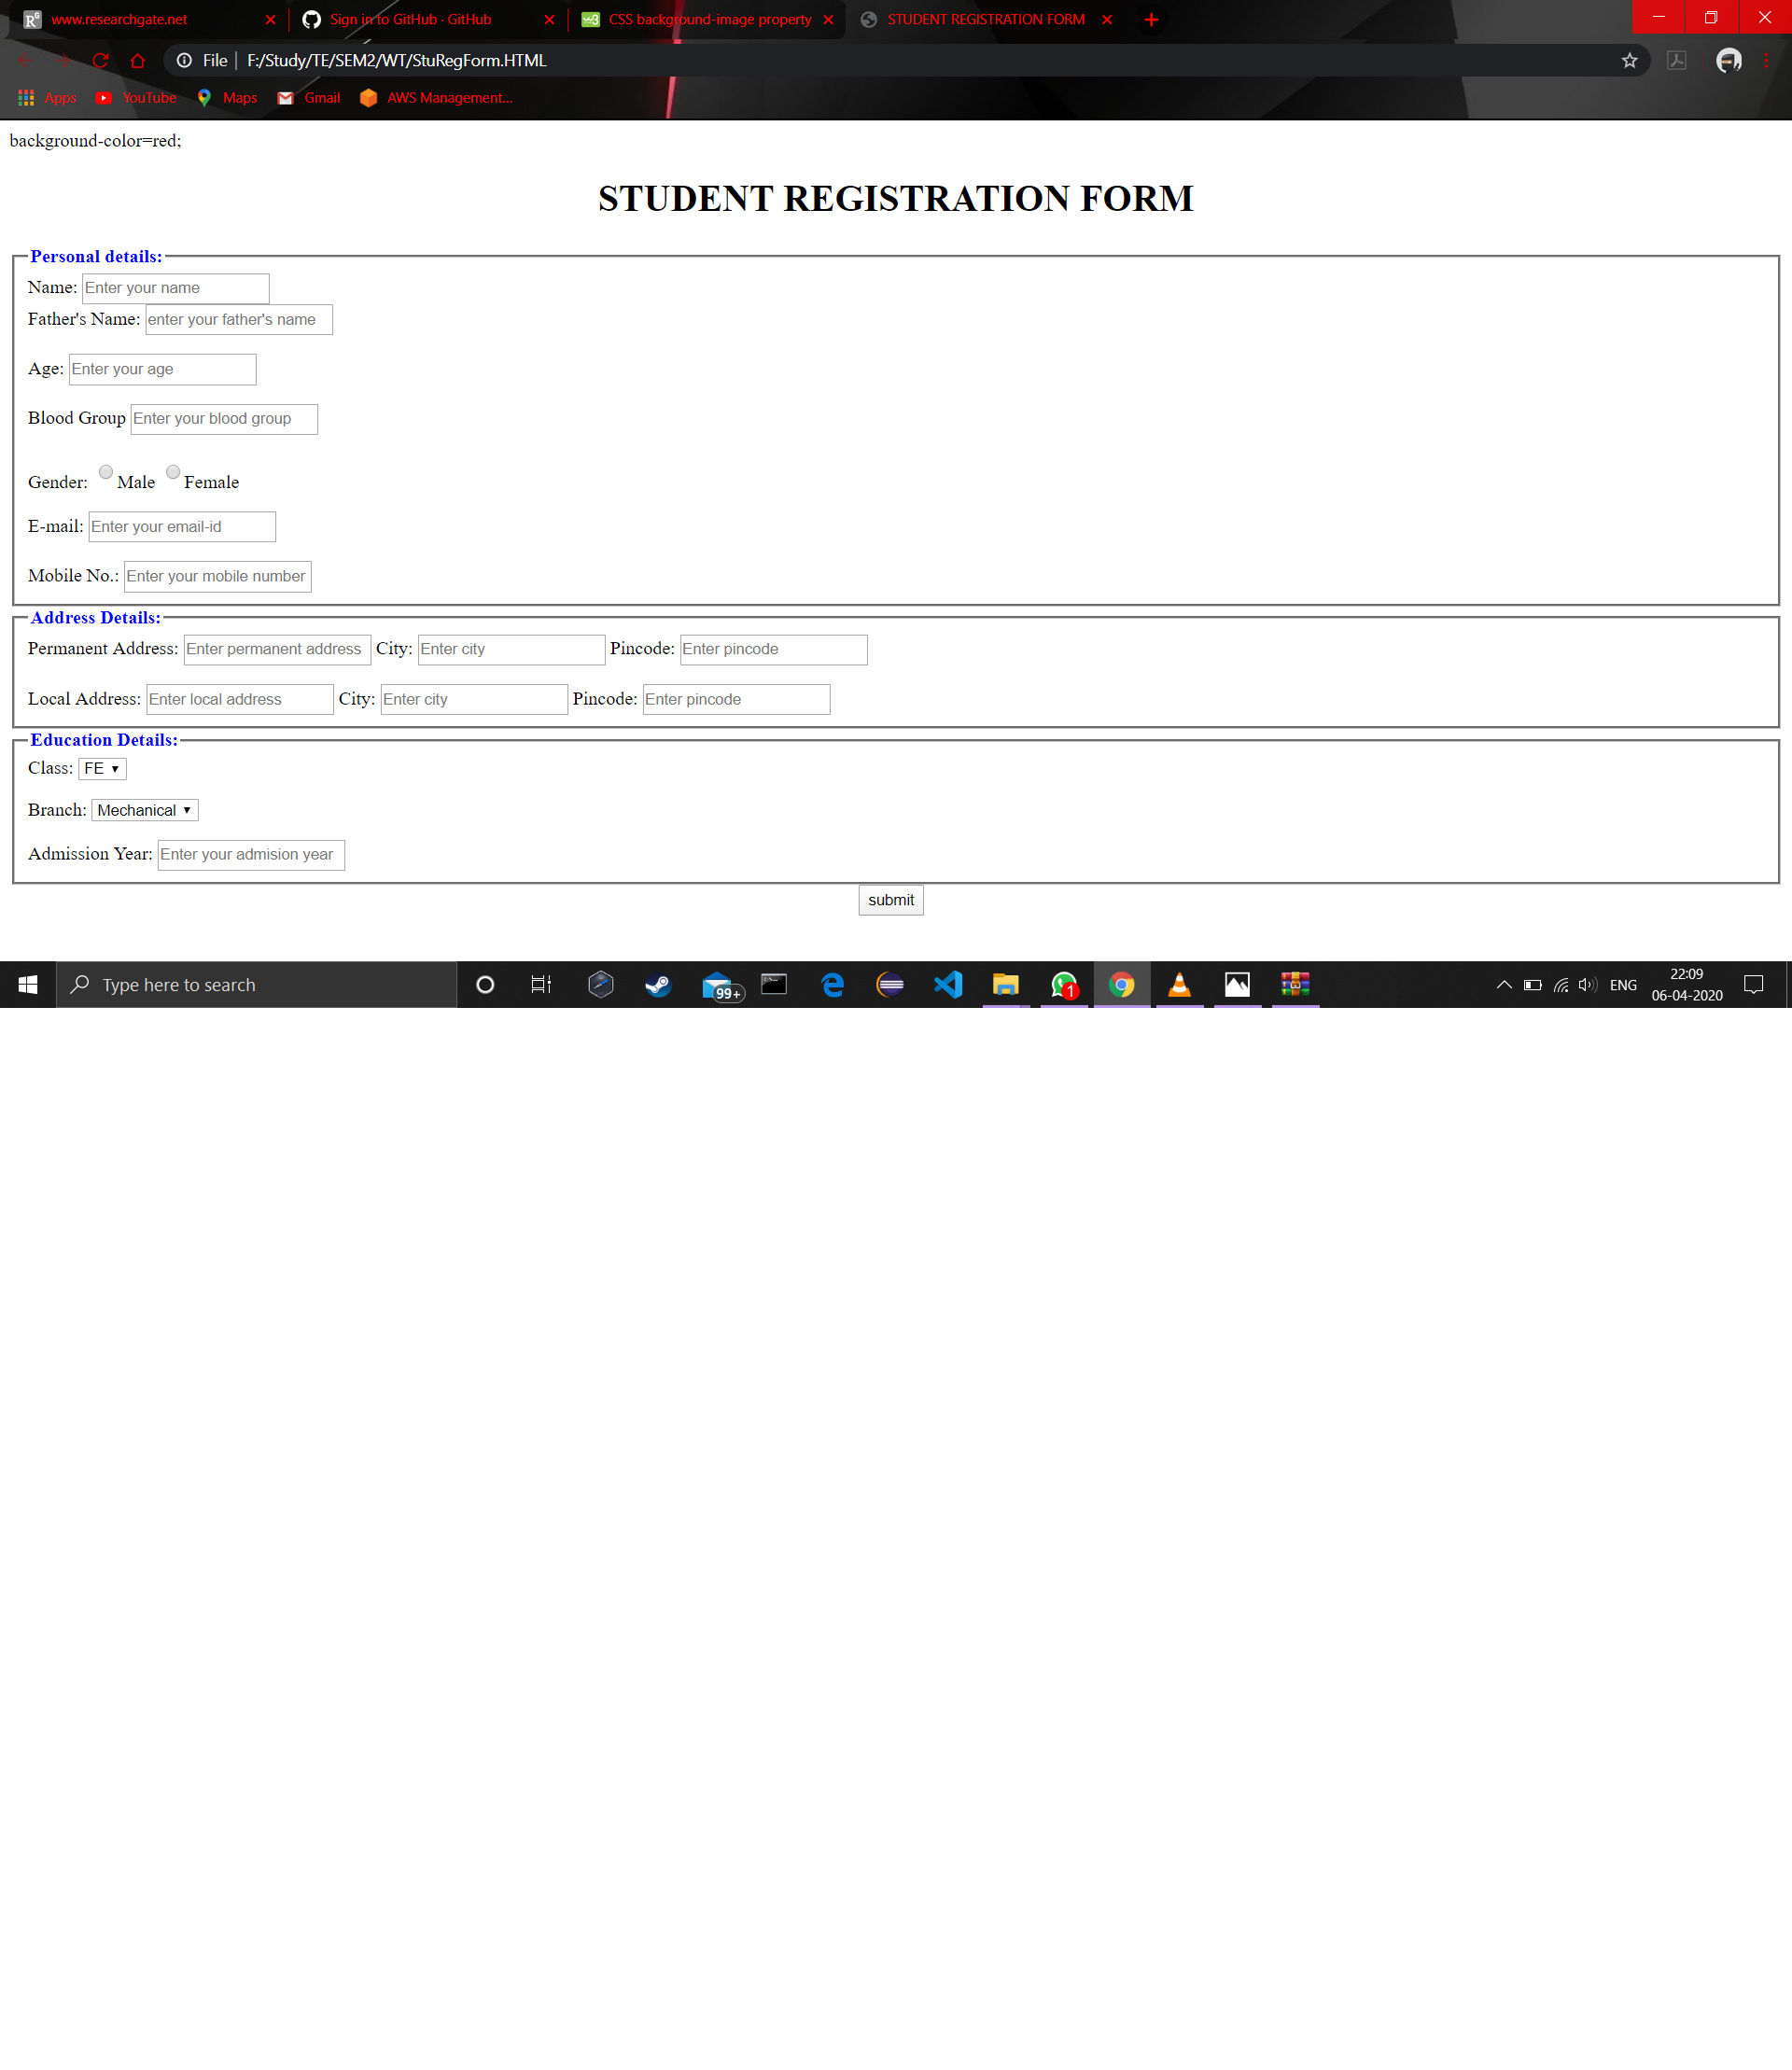 www.researchgate.net Sign in to GitHub · GitHub CSS background-image property STUDENT REGISTRATION FORM
File F:/Study/TE/SEM2/WT/StuRegForm.HTML
Apps YouTube Maps Gmail AWS Management...
background-color=red;
STUDENT REGISTRATION FORM
Personal details:
Name: Enter your name
Father's Name: enter your father's name
Age: Enter your age
Blood Group Enter your blood group
Gender: Male Female
E-mail: Enter your email-id
Mobile No.: Enter your mobile number
Address Details:
Permanent Address: Enter permanent address City: Enter city Pincode: Enter pincode
Local Address: Enter local address City: Enter city Pincode: Enter pincode
Education Details:
Class: FE
Branch: Mechanical
Admission Year: Enter your admision year
submit
Type here to search 99+ 1 ENG 22:09
06-04-2020